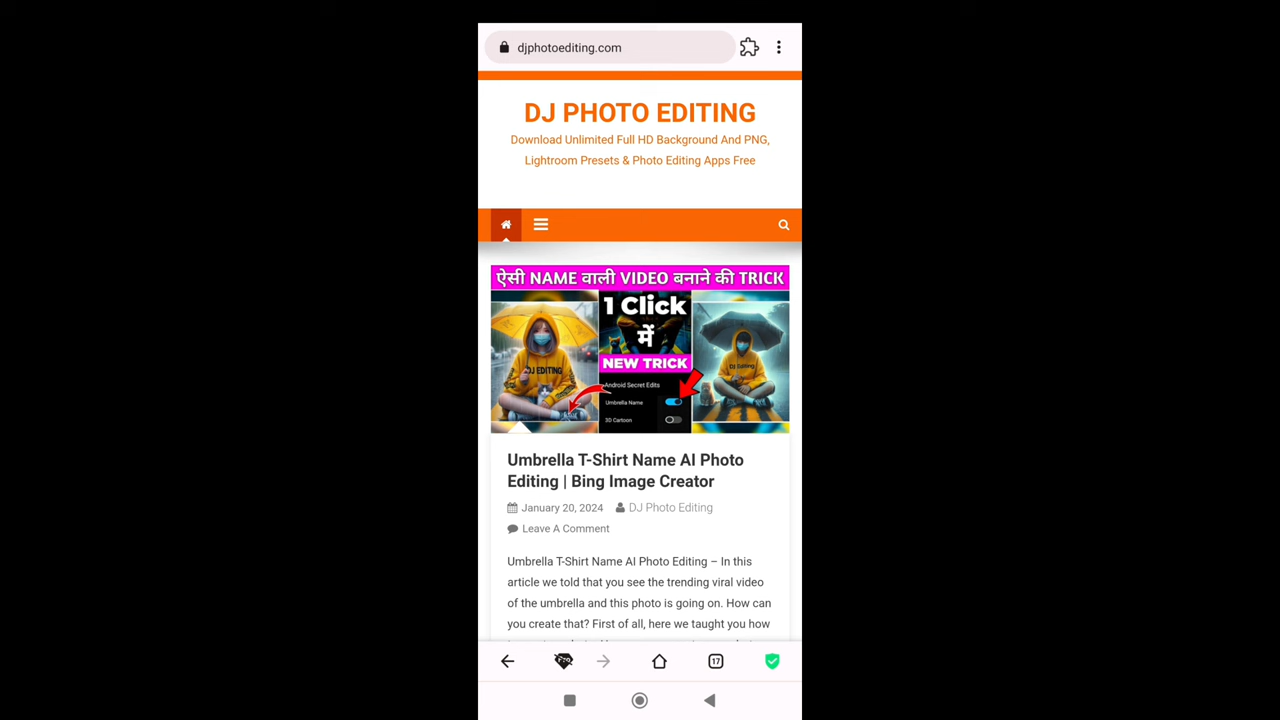 djphotoediting.com
DJ PHOTO EDITING
Download Unlimited Full HD Background And PNG,
Lightroom Presets & Photo Editing Apps Free
ऐसी NAME वाली VIDEO बनाने की TRICK
1 Click
में
NEW TRICK
DJ EDITING
DJ Editing
Android Secret Edits
Umbrella Name
3D Cartoon
Umbrella T-Shirt Name AI Photo
Editing | Bing Image Creator
January 20, 2024 DJ Photo Editing
Leave A Comment
Umbrella T-Shirt Name AI Photo Editing – In this
article we told that you see the trending viral video
of the umbrella and this photo is going on. How can
you create that? First of all, here we taught you how
17